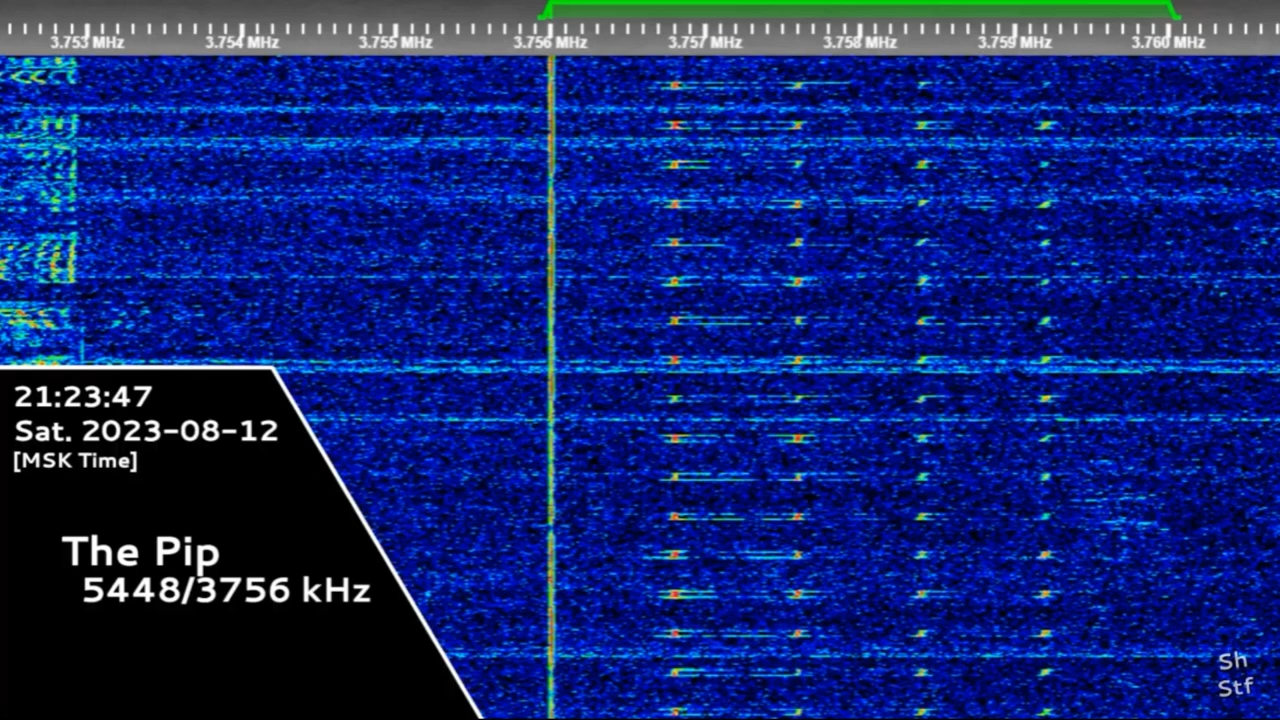 3.753 MHz 3.754 MHz 3.755 MHz 3.756 MHz 3.757 MHz 3.758 MHz 3.759 MHz 3.760 MHz
21:23:47
Sat. 2023-08-12
[MSK Time]
The Pip
5448/3756 kHz
Sh
Stf